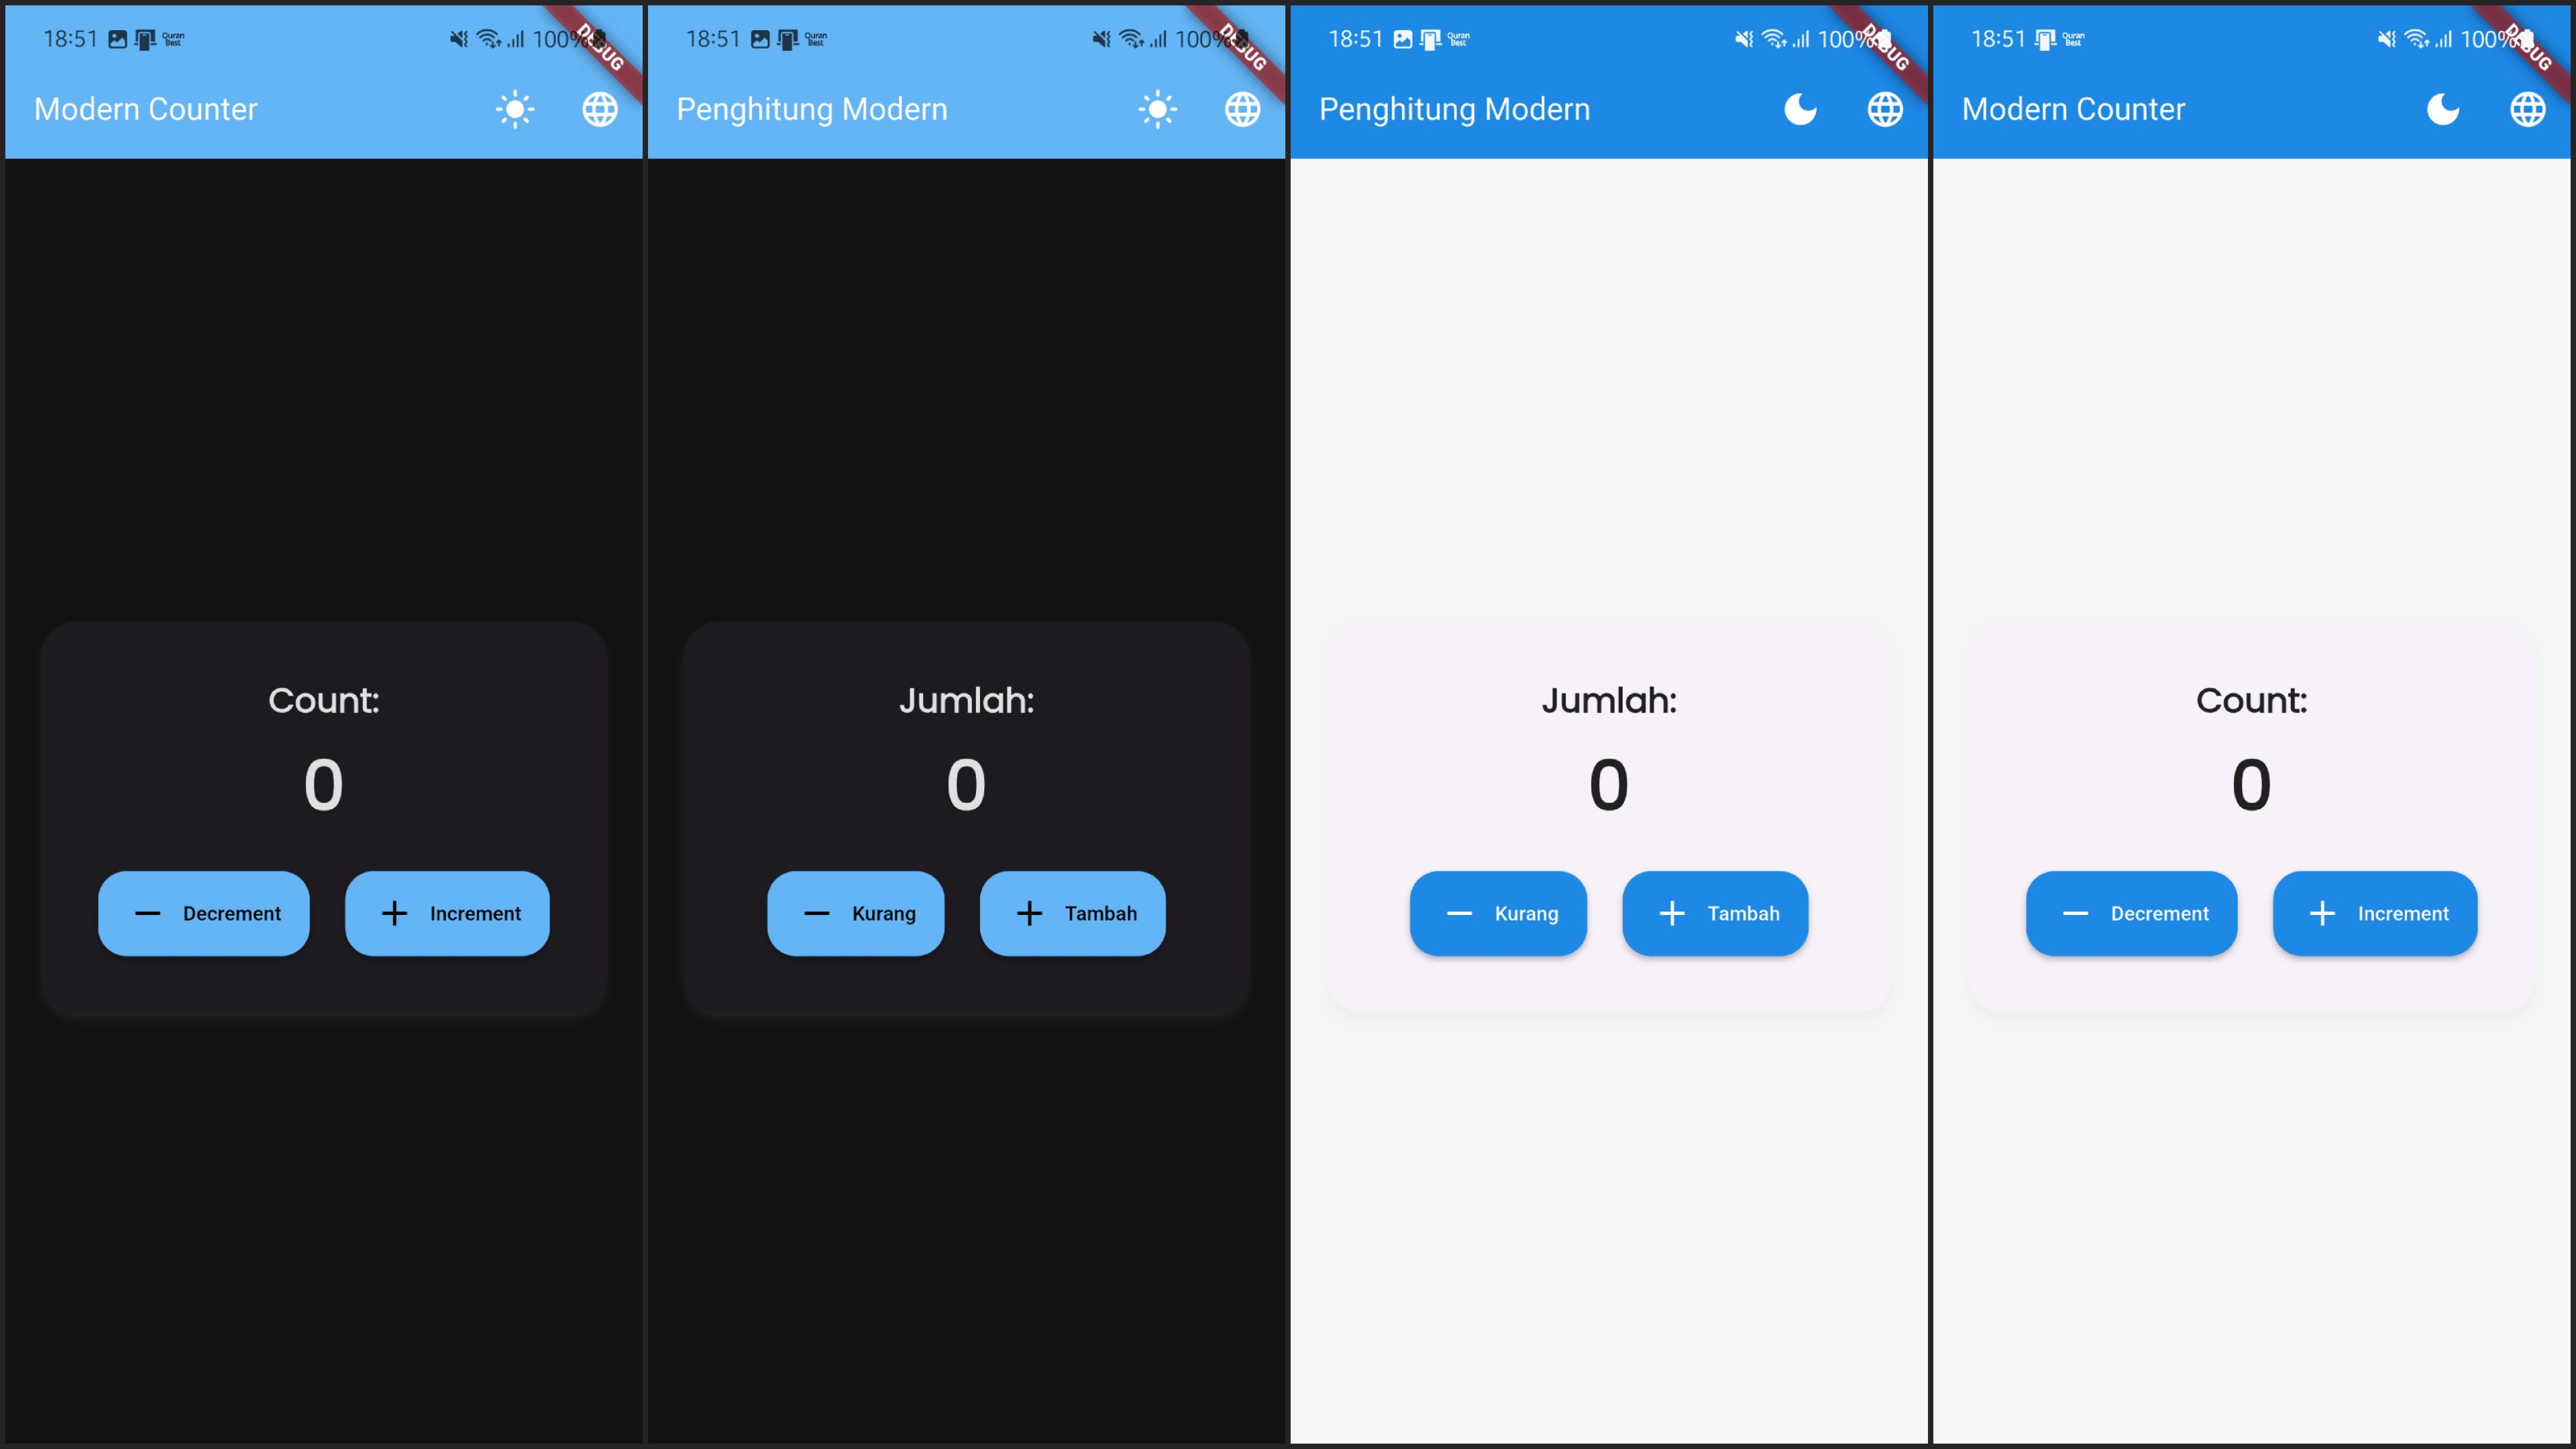 18:51 Quran Best 100%
DEBUG
Modern Counter
Count:
0
Decrement
Increment
18:51 Quran Best 100%
DEBUG
Penghitung Modern
Jumlah:
0
Kurang
Tambah
18:51 Quran Best 100%
DEBUG
Penghitung Modern
Jumlah:
0
Kurang
Tambah
18:51 Quran Best 100%
DEBUG
Modern Counter
Count:
0
Decrement
Increment